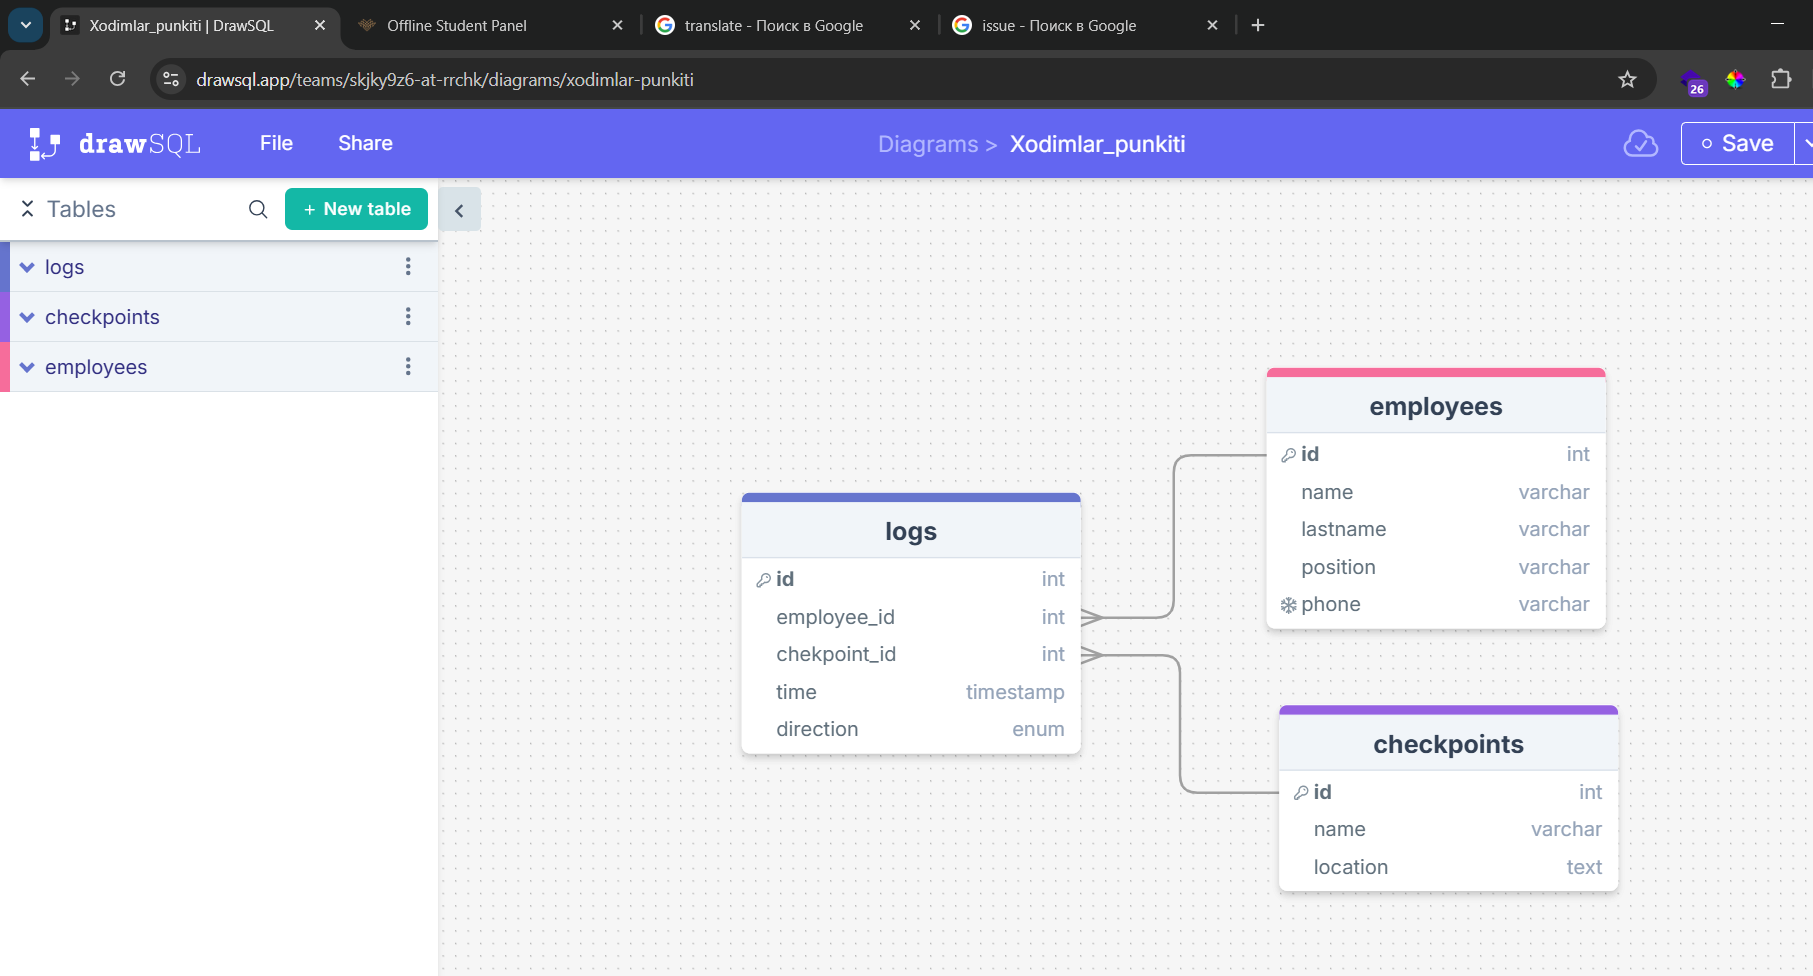 Xodimlar_punkiti | DrawSQL
Offline Student Panel
translate - Поиск в Google
issue - Поиск в Google
drawsql.app/teams/skjky9z6-at-rrchk/diagrams/xodimlar-punkiti
26
drawSQL
File
Share
Diagrams > Xodimlar_punkiti
Save
Tables
+ New table
logs
checkpoints
employees
employees
id int
name varchar
lastname varchar
position varchar
phone varchar
logs
id int
employee_id int
chekpoint_id int
time timestamp
direction enum
checkpoints
id int
name varchar
location text